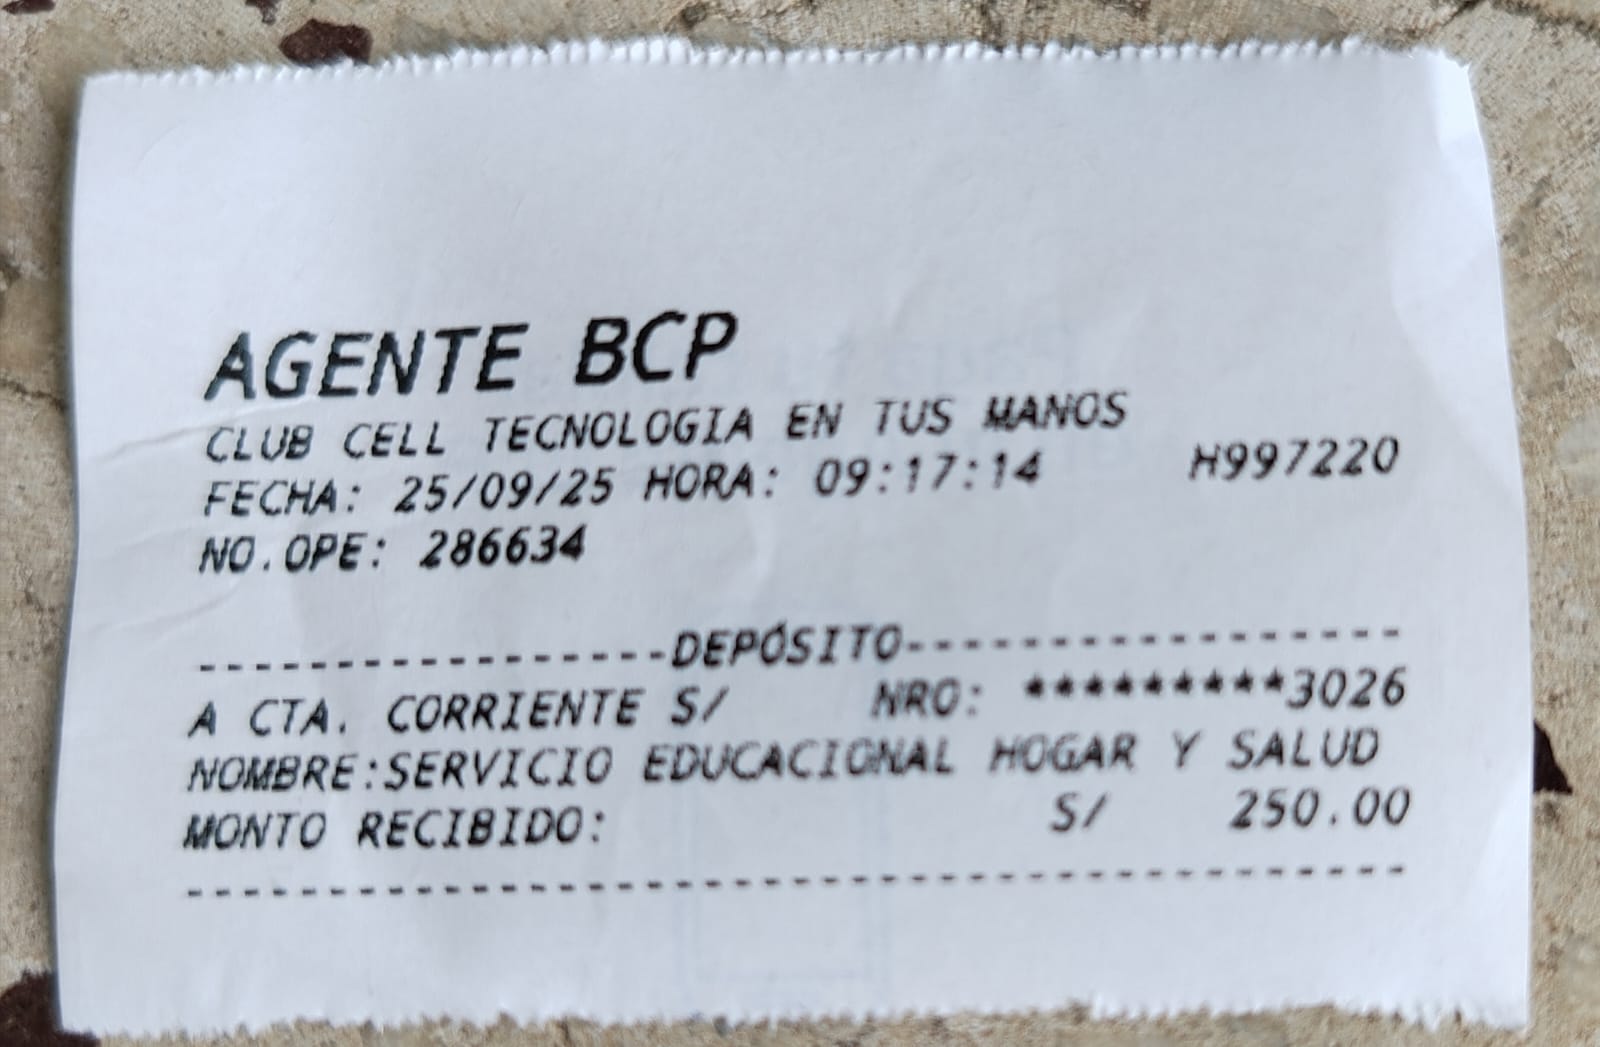 AGENTE BCP
CLUB CELL TECNOLOGIA EN TUS MANOS
FECHA: 25/09/25 HORA: 09:17:14 H997220
NO.OPE: 286634
-----------------DEPÓSITO------------------
A CTA. CORRIENTE S/ NRO: *********3026
NOMBRE:SERVICIO EDUCACIONAL HOGAR Y SALUD
MONTO RECIBIDO: S/ 250.00
-------------------------------------------